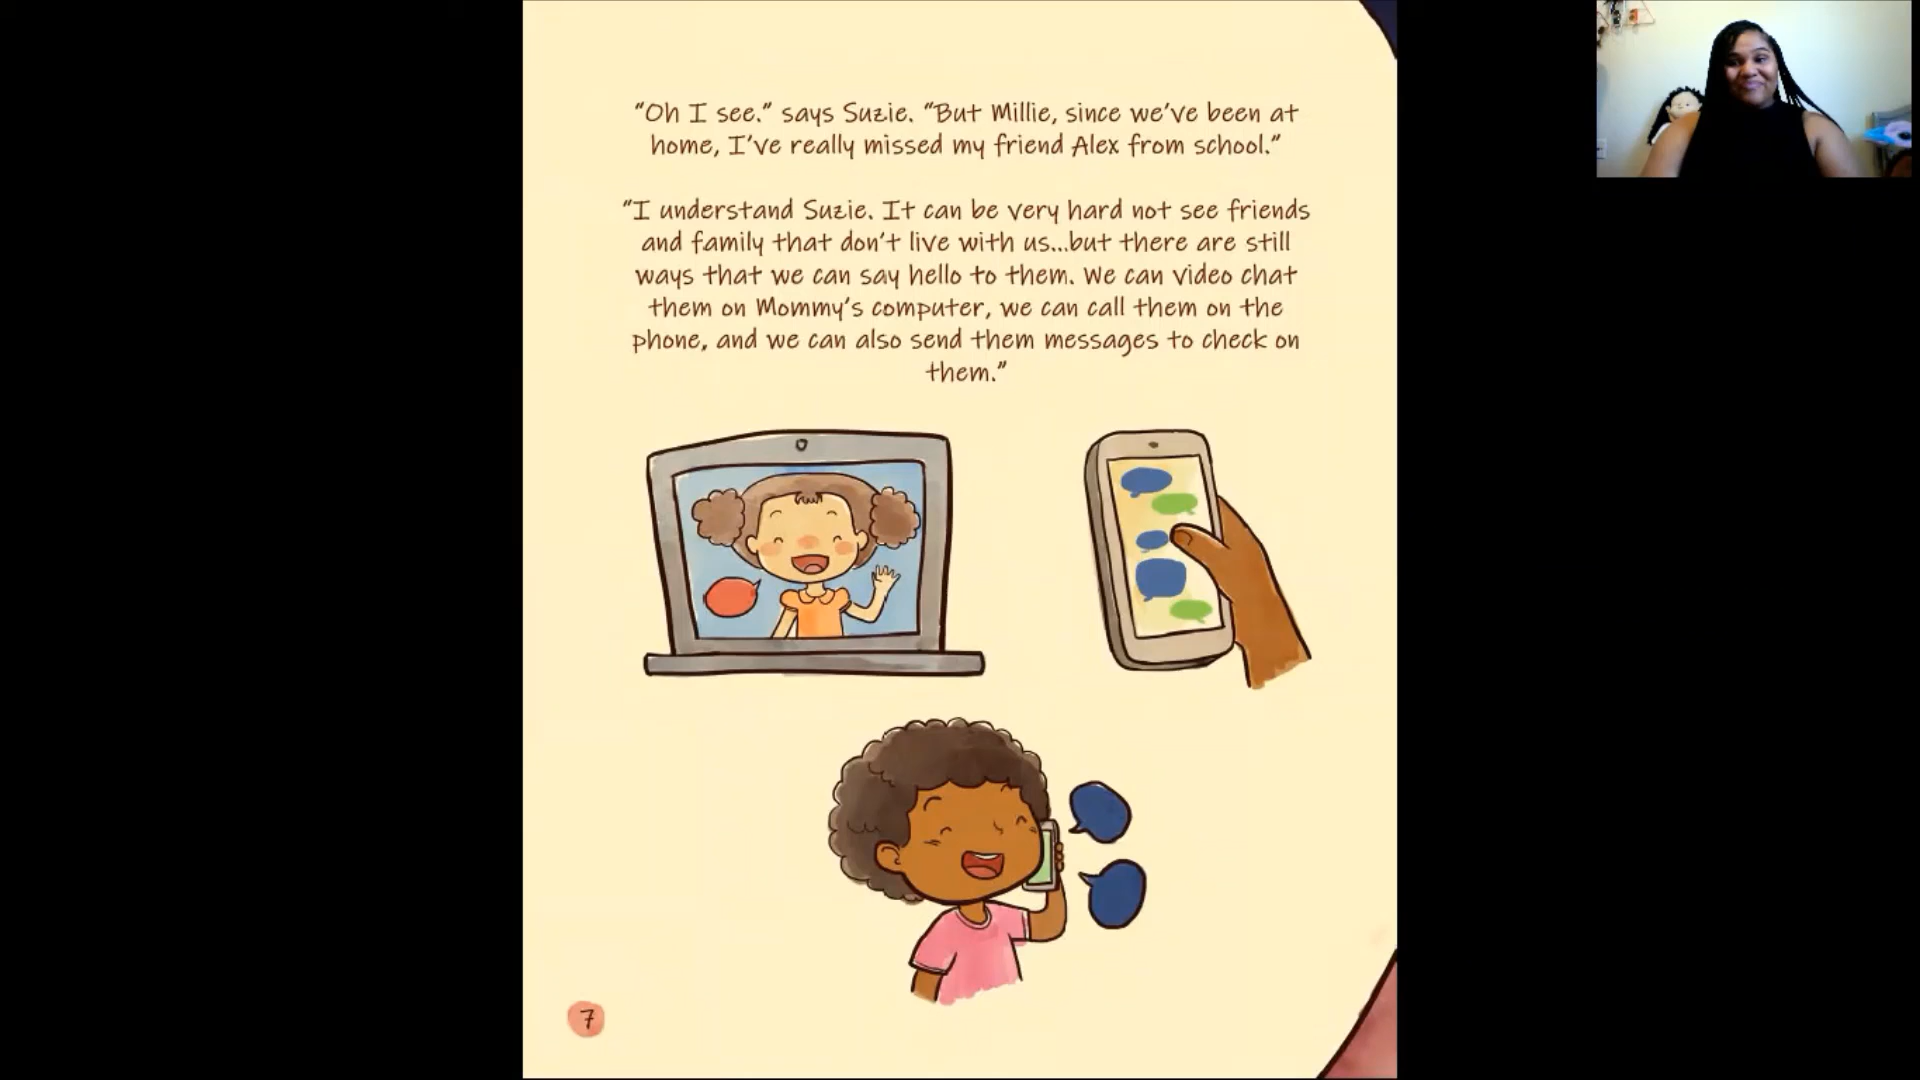 “Oh I see.” says Suzie. “But Millie, since we’ve been at
home, I’ve really missed my friend Alex from school.”
“I understand Suzie. It can be very hard not see friends
and family that don’t live with us...but there are still
ways that we can say hello to them. We can video chat
them on Mommy’s computer, we can call them on the
phone, and we can also send them messages to check on
them.”
7